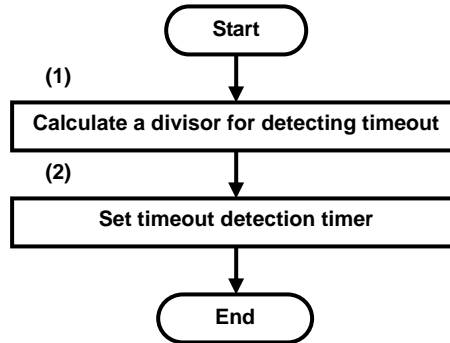 Start
(1)
Calculate a divisor for detecting timeout
(2)
Set timeout detection timer
End